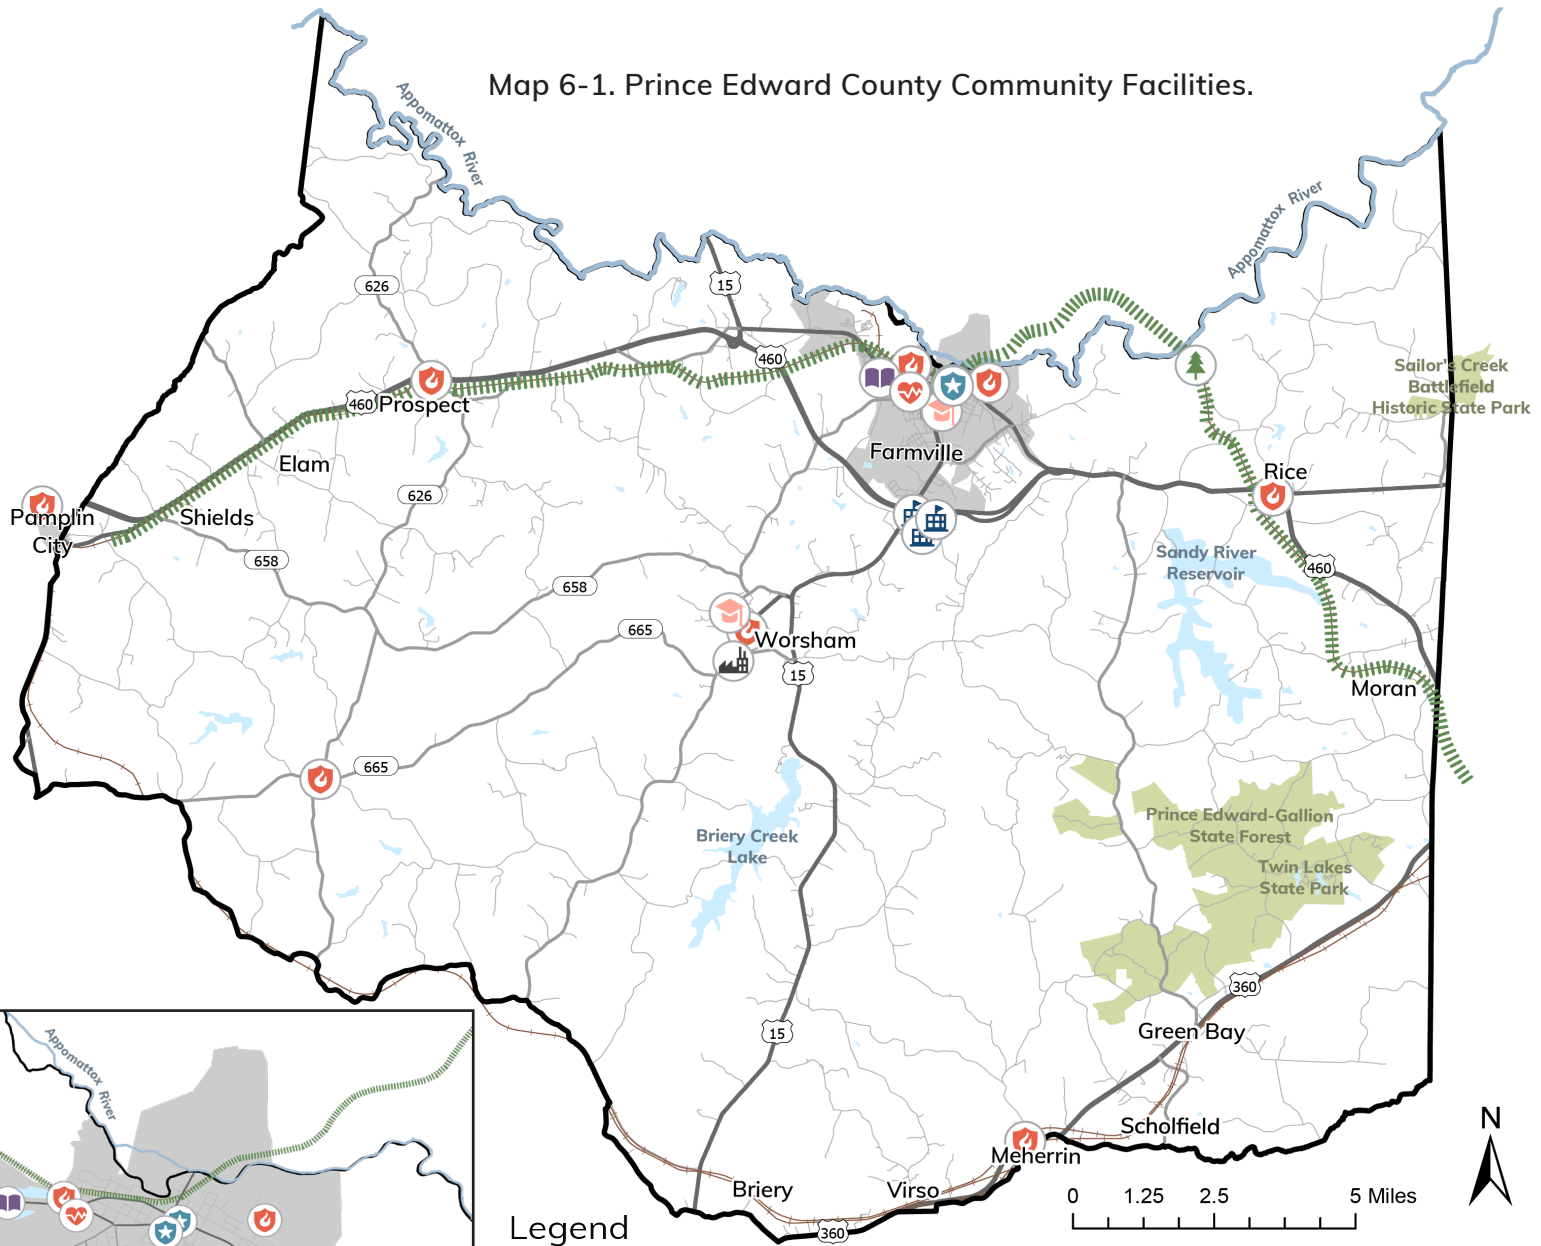 Map 6-1. Prince Edward County Community Facilities.
Appomattox River
Appomattox River
626
15
460
Sailor's Creek
Battlefield
Historic State Park
460
Prospect
Farmville
Elam
Rice
626
Pamplin
City
Shields
658
Sandy River
Reservoir
460
658
665
Worsham
15
Moran
665
Prince Edward-Gallion
State Forest
Briery Creek
Lake
Twin Lakes
State Park
360
15
Green Bay
Appomattox River
Scholfield
Meherrin
N
Briery
Virso
0 1.25 2.5 5 Miles
Legend
360